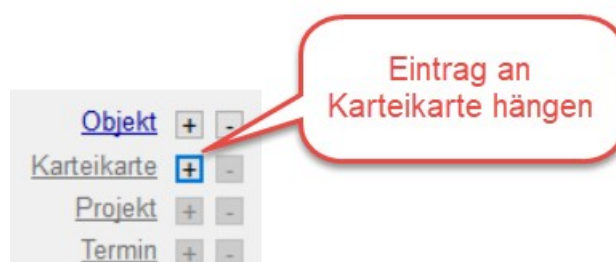 Eintrag an
Karteikarte hängen
Objekt + -
Karteikarte + -
Projekt + -
Termin + -